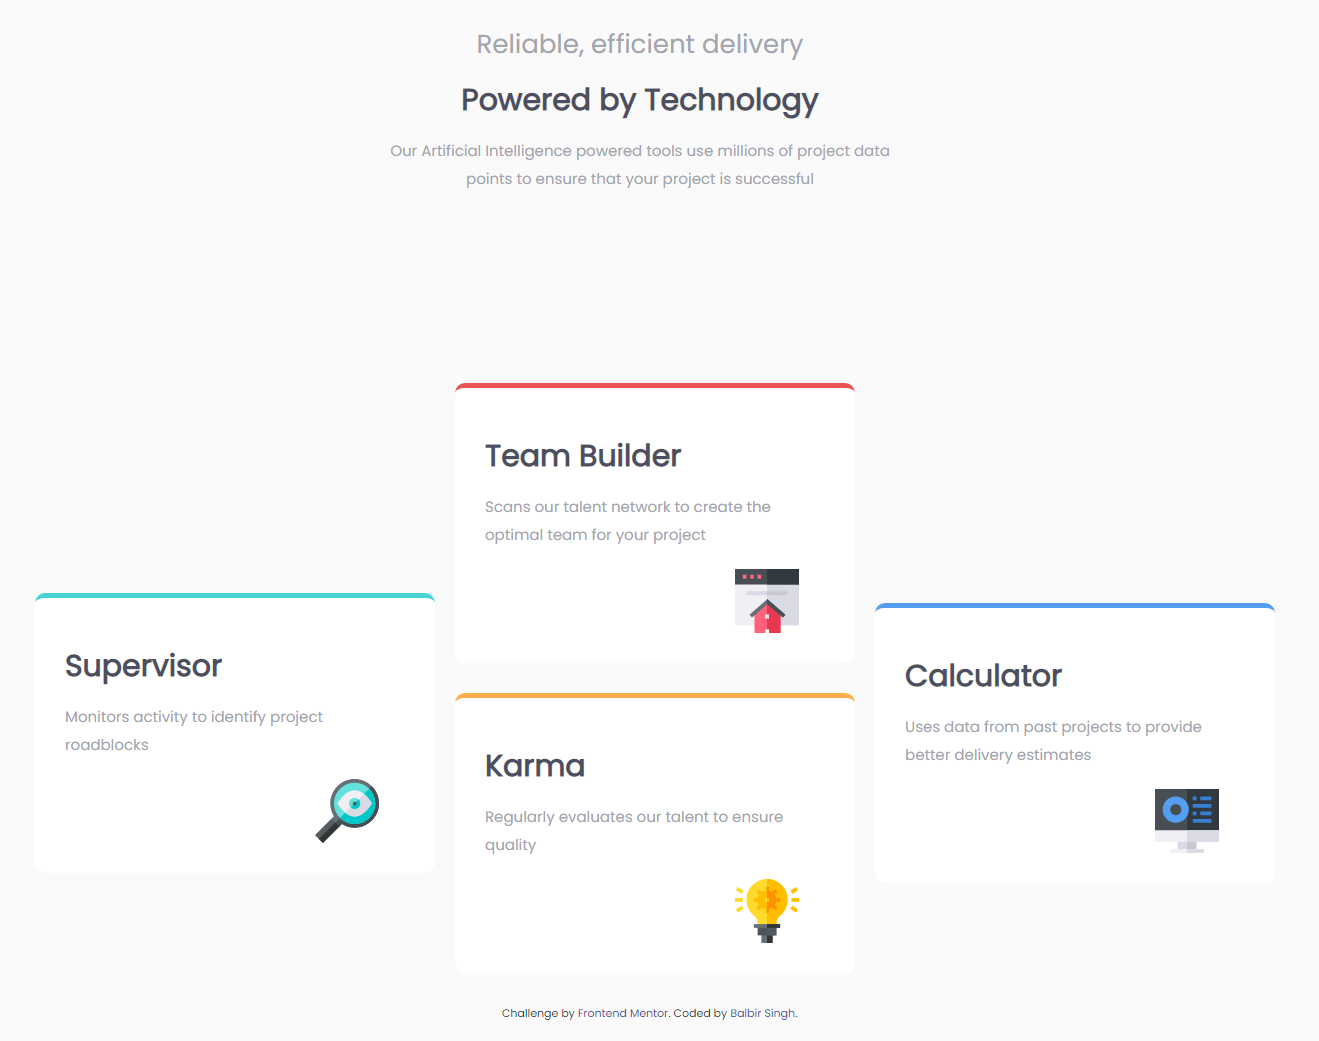 Reliable, efficient delivery
Powered by Technology
Our Artificial Intelligence powered tools use millions of project data
points to ensure that your project is successful
Team Builder
Scans our talent network to create the
optimal team for your project
Supervisor
Monitors activity to identify project
roadblocks
Karma
Regularly evaluates our talent to ensure
quality
Calculator
Uses data from past projects to provide
better delivery estimates
Challenge by Frontend Mentor. Coded by Balbir Singh.